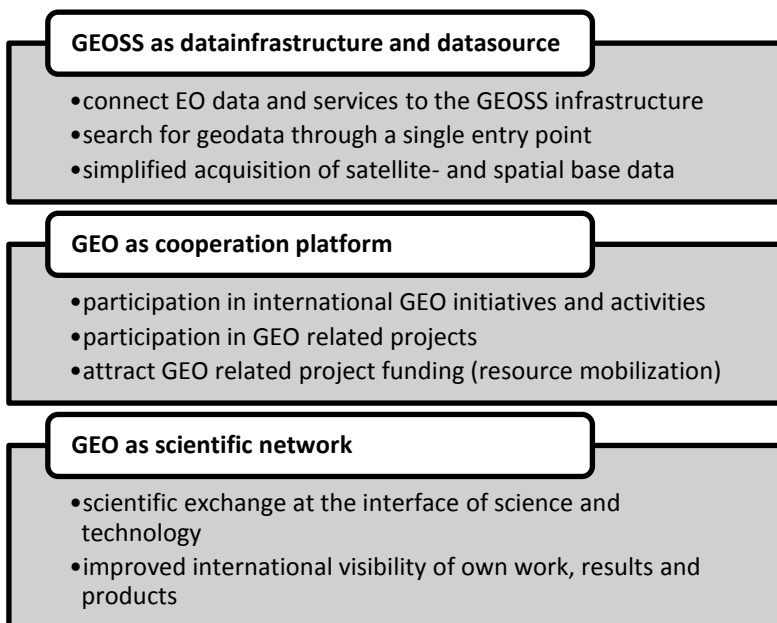 GEOSS as datainfrastructure and datasource
•connect EO data and services to the GEOSS infrastructure
•search for geodata through a single entry point
•simplified acquisition of satellite- and spatial base data
GEO as cooperation platform
•participation in international GEO initiatives and activities
•participation in GEO related projects
•attract GEO related project funding (resource mobilization)
GEO as scientific network
•scientific exchange at the interface of science and
technology
•improved international visibility of own work, results and
products